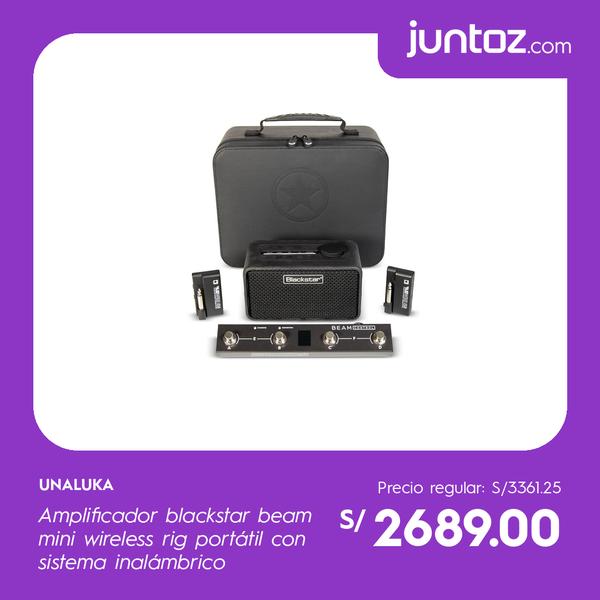 juntoz.com
Blackstar
BEAM
A
E
B
C
F
D
UNALUKA
Amplificador blackstar beam
mini wireless rig portátil con
sistema inalámbrico
Precio regular: S/3361.25
S/ 2689.00